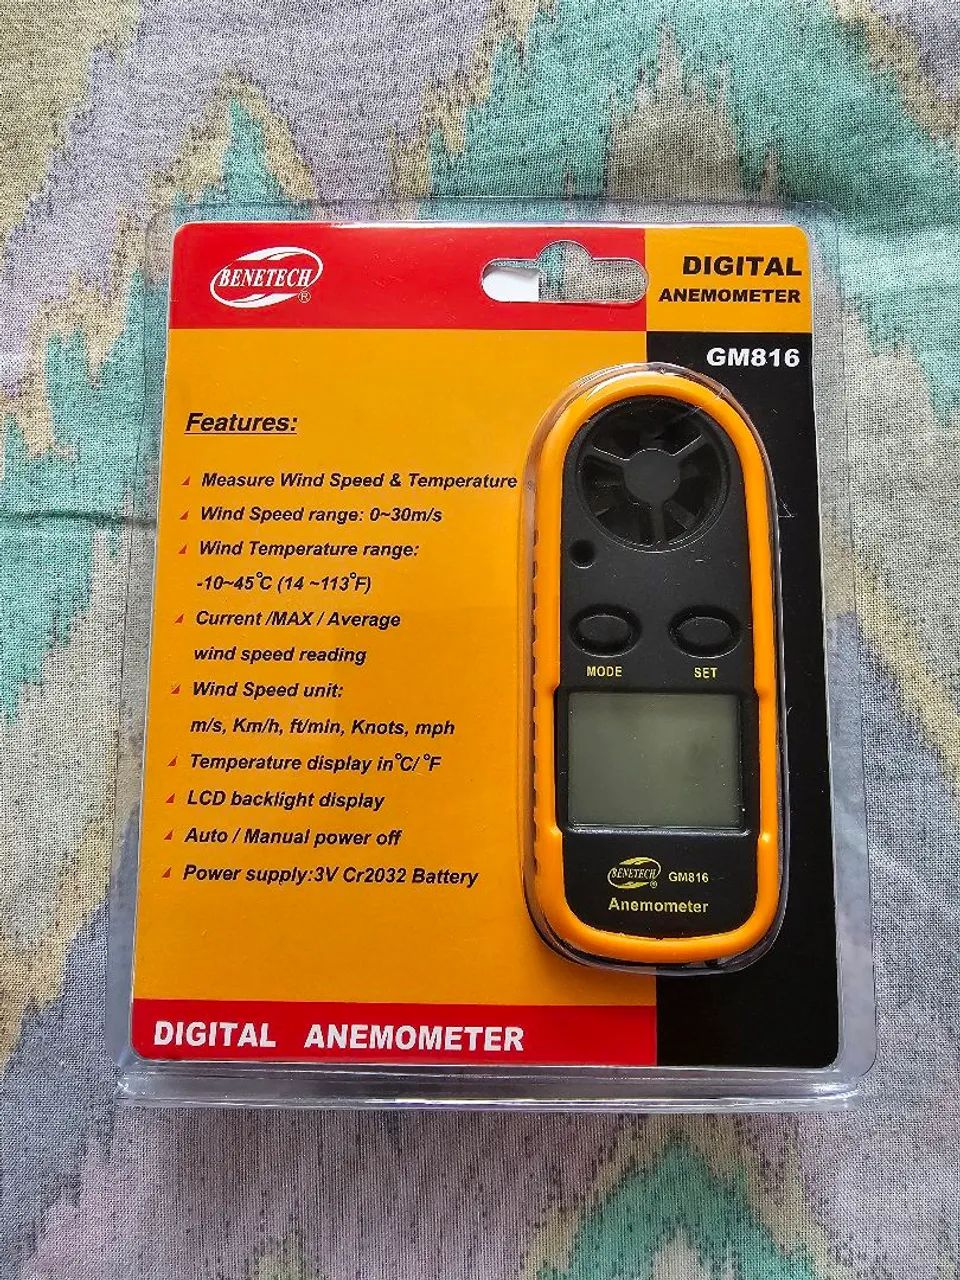 BENETECH
®
DIGITAL
ANEMOMETER
GM816
Features:
Measure Wind Speed & Temperature
Wind Speed range: 0~30m/s
Wind Temperature range:
-10~45°C (14 ~113°F)
Current /MAX / Average
wind speed reading
Wind Speed unit:
m/s, Km/h, ft/min, Knots, mph
Temperature display in°C/°F
LCD backlight display
Auto / Manual power off
Power supply:3V Cr2032 Battery
MODE SET
BENETECH ® GM816
Anemometer
DIGITAL ANEMOMETER